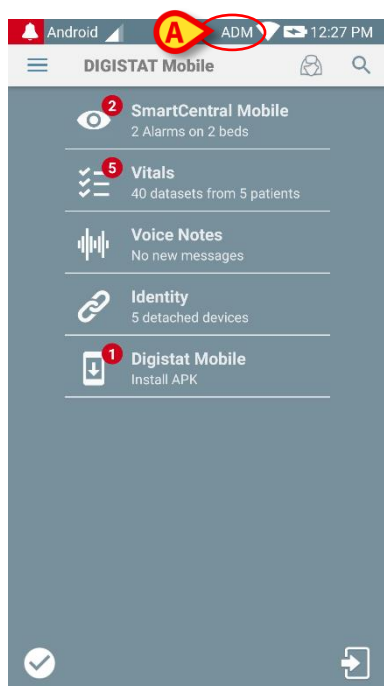 Android A ADM 12:27 PM
DIGISTAT Mobile
2 SmartCentral Mobile
2 Alarms on 2 beds
5 Vitals
40 datasets from 5 patients
Voice Notes
No new messages
Identity
5 detached devices
1 Digistat Mobile
Install APK